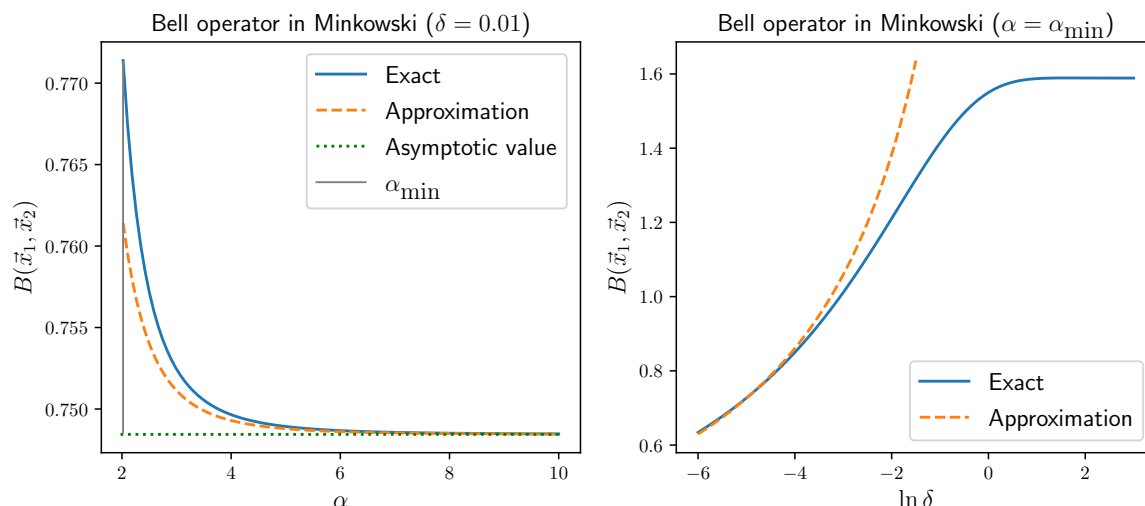 Bell operator in Minkowski (δ = 0.01)
0.770
0.765
0.760
0.755
0.750
B(x⃗₁, x⃗₂)
Exact
Approximation
Asymptotic value
α_min
2
4
6
8
10
α
Bell operator in Minkowski (α = α_min)
1.6
1.4
1.2
1.0
0.8
0.6
B(x⃗₁, x⃗₂)
Exact
Approximation
−6
−4
−2
0
2
ln δ